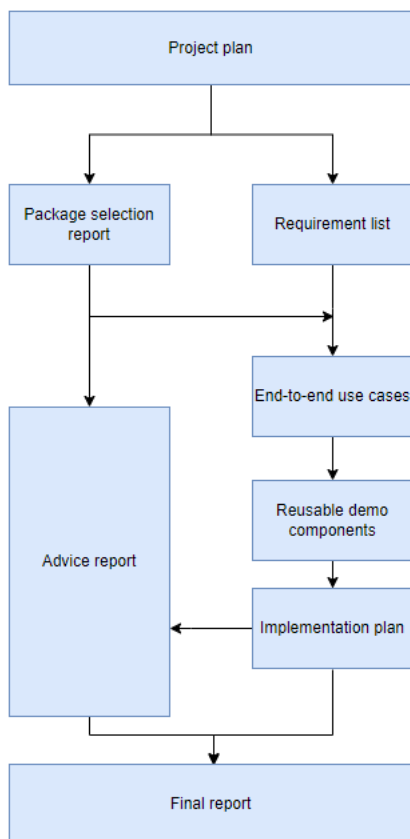 Project plan
Package selection
report
Requirement list
End-to-end use cases
Reusable demo
components
Advice report
Implementation plan
Final report